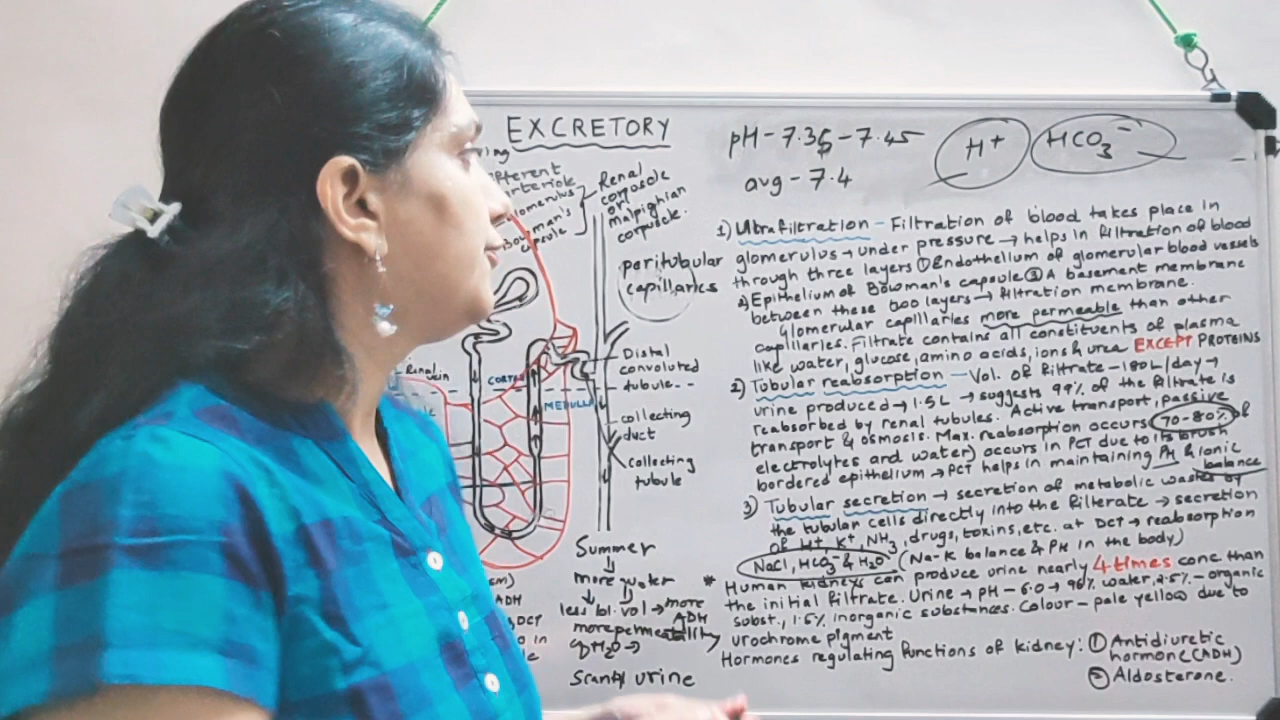 EXCRETORY
pH - 7.35 - 7.45
H+
HCO3-
avg - 7.4
Renal
corpuscle
or
malpighian
corpuscle.
peritubular
capillaries
CORTEX
MEDULLA
Distal
convoluted
tubule--
collecting
duct
collecting
tubule
Summer
more water
less bl. vol → more
ADH
more permeability
of H2O →
Scanty urine
ADH
DCT
1) Ultrafiltration - Filtration of blood takes place in
glomerulus → under pressure → helps in filtration of blood
through three layers ① Endothelium of glomerular blood vessels
② Epithelium of Bowman's capsule ③ A basement membrane
between these two layers → filtration membrane.
Glomerular capillaries more permeable than other
capillaries. Filtrate contains all constituents of plasma
like water, glucose, amino acids, ions & urea EXCEPT PROTEINS
2) Tubular reabsorption - Vol. of filtrate - 180L/day →
urine produced → 1.5L → suggests 99% of the filtrate is
reabsorbed by renal tubules. Active transport, passive
transport & osmosis. Max. reabsorption occurs (70-80% of
electrolytes and water) occurs in PCT due to its brush
bordered epithelium → PCT helps in maintaining PH & ionic
balance
3) Tubular secretion → secretion of metabolic wastes by
the tubular cells directly into the filterate → secretion
of H+, K+, NH3, drugs, toxins, etc. at DCT → reabsorption
NaCl, HCO3- & H2O (Na-K balance & PH in the body)
* Human kidneys can produce urine nearly 4 times conc than
the initial filtrate. Urine → pH - 6.0 → 96% water, 2.5% - organic
subst., 1.5% inorganic substances. Colour - pale yellow due to
urochrome pigment
Hormones regulating functions of kidney: ① Antidiuretic
hormone (ADH)
② Aldosterone.